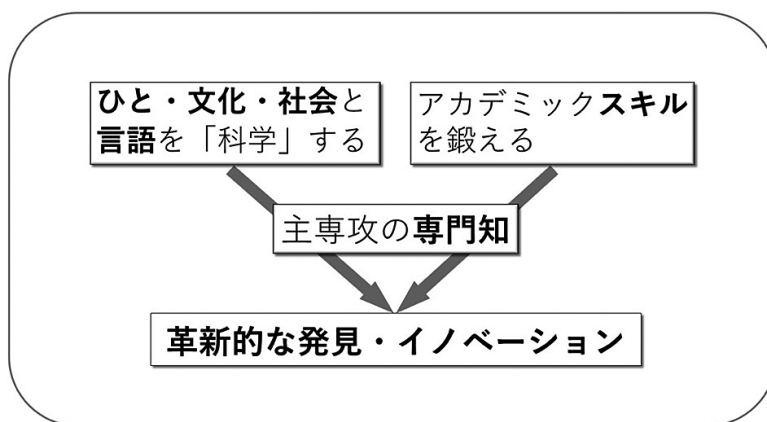 ひと・文化・社会と
言語を「科学」する
アカデミックスキル
を鍛える
主専攻の専門知
革新的な発見・イノベーション